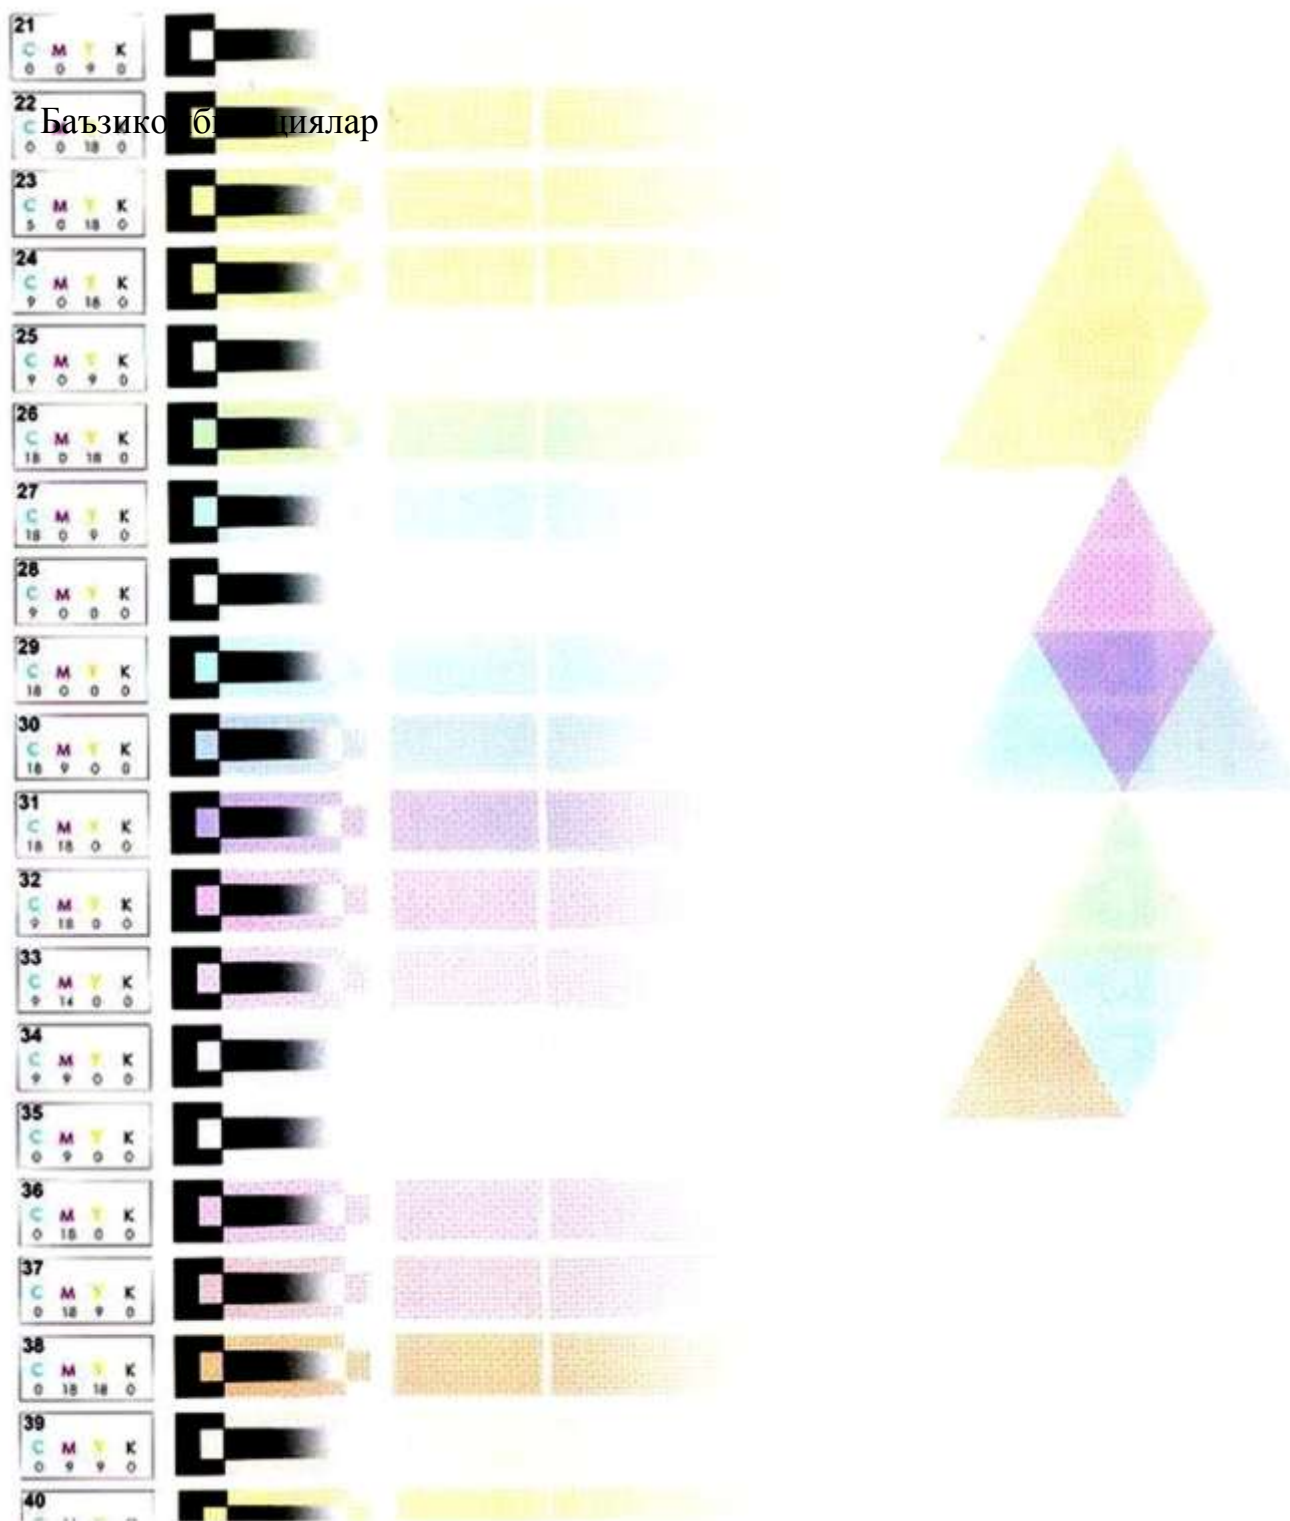 21
C M Y K
0 0 9 0
22
Баъзико
C Y K
0 0 18 0
23
C M Y K
5 0 18 0
24
C M Y K
9 0 18 0
25
C M Y K
9 0 9 0
26
C M Y K
18 0 18 0
27
C M Y K
18 0 9 0
28
C M Y K
9 0 0 0
29
C M Y K
18 0 0 0
30
C M Y K
18 9 0 0
31
C M Y K
18 18 0 0
32
C M Y K
9 18 0 0
33
C M Y K
9 14 0 0
34
C M Y K
9 9 0 0
35
C M Y K
0 9 0 0
36
C M Y K
0 18 0 0
37
C M Y K
0 18 9 0
38
C M Y K
0 18 18 0
39
C M Y K
0 9 9 0
40